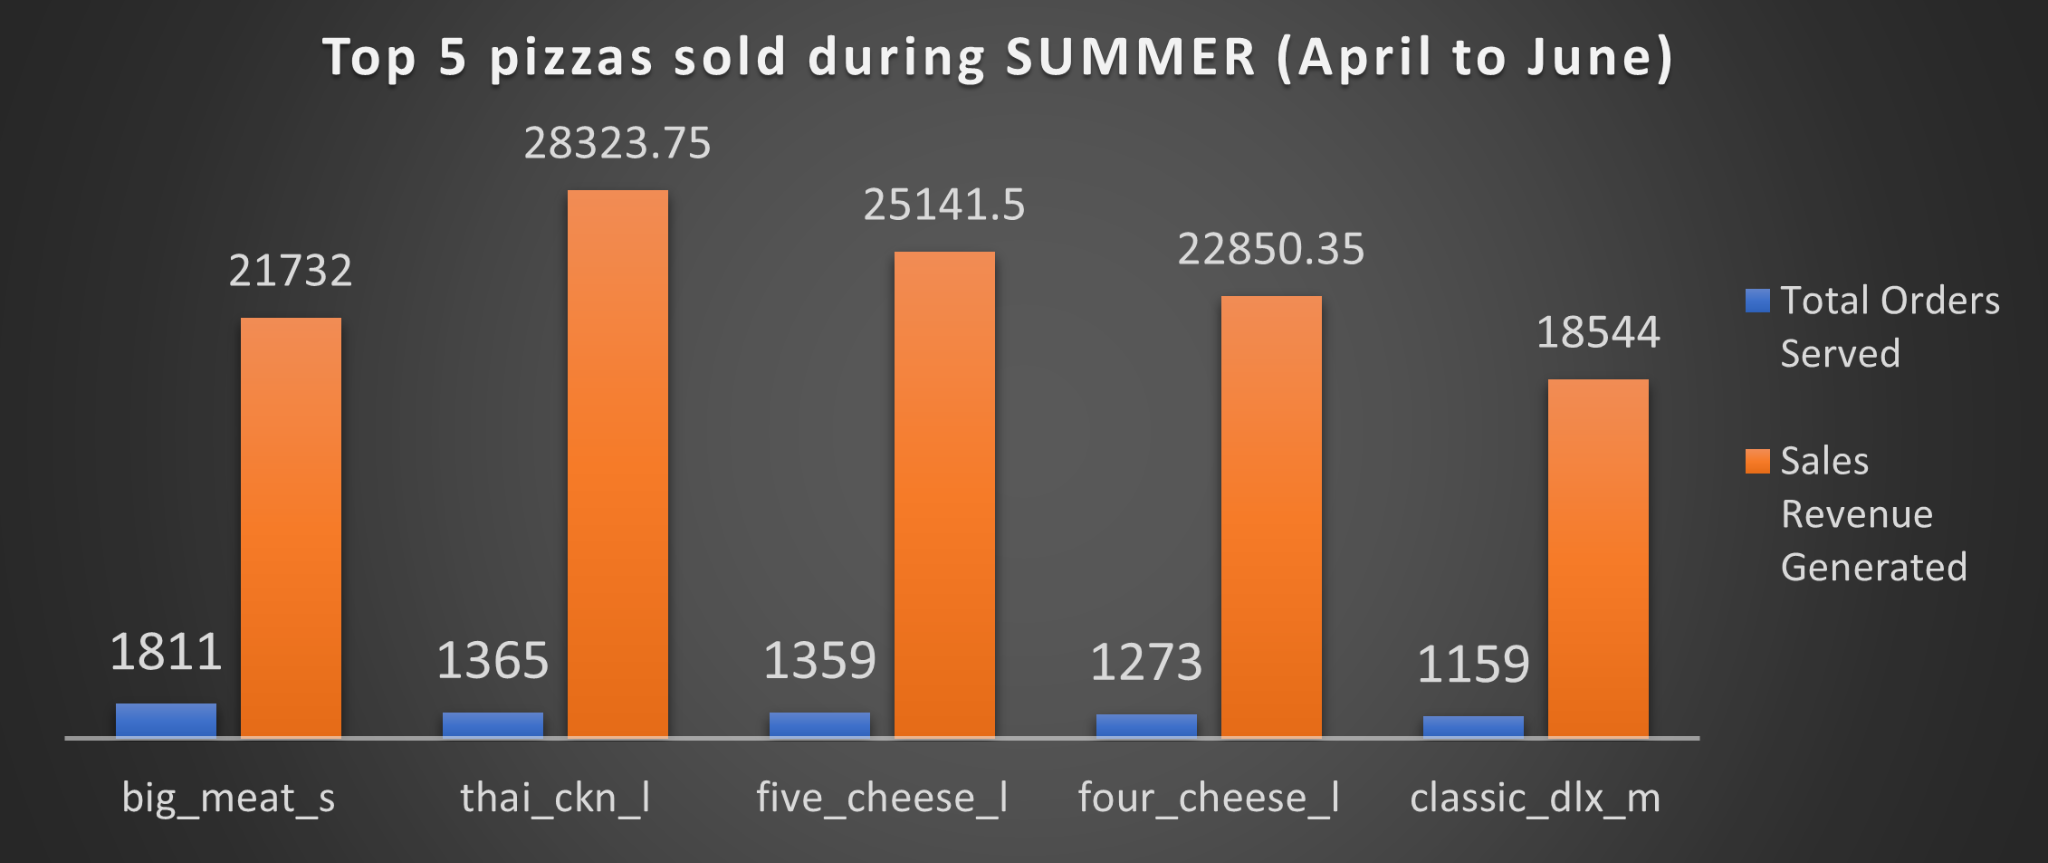 Top 5 pizzas sold during SUMMER (April to June)
28323.75
25141.5
22850.35
21732
18544
1811
1365
1359
1273
1159
big_meat_s
thai_ckn_l
five_cheese_l
four_cheese_l
classic_dlx_m
Total Orders
Served
Sales
Revenue
Generated